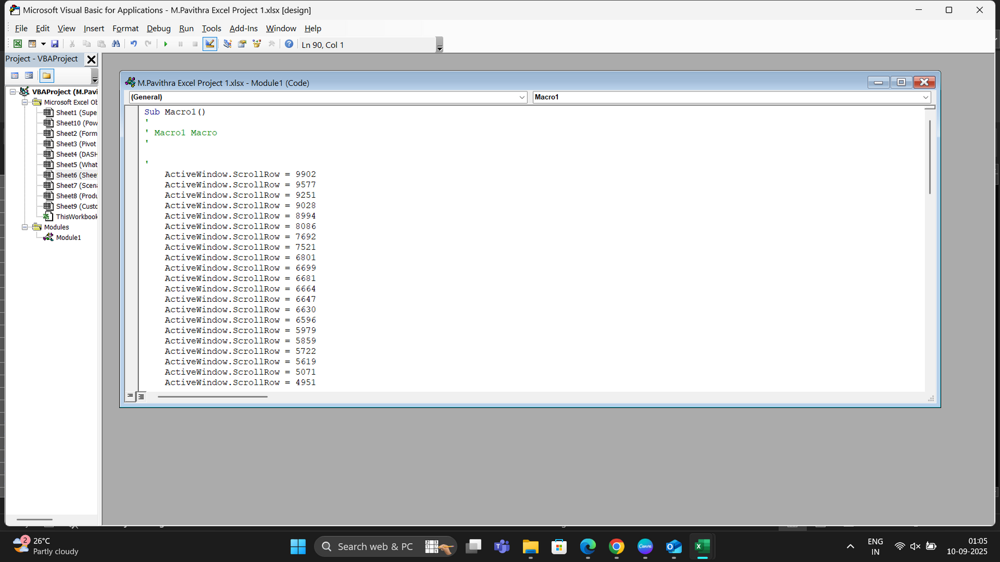 Microsoft Visual Basic for Applications - M.Pavithra Excel Project 1.xlsx [design]
File Edit View Insert Format Debug Run Tools Add-Ins Window Help
Ln 90, Col 1
Project - VBAProject
VBAProject (M.Pavi
Microsoft Excel Ob
Sheet1 (Supe
Sheet10 (Pow
Sheet2 (Form
Sheet3 (Pivot
Sheet4 (DASH
Sheet5 (What
Sheet6 (Shee
Sheet7 (Scena
Sheet8 (Produ
Sheet9 (Custo
ThisWorkbook
Modules
Module1
M.Pavithra Excel Project 1.xlsx - Module1 (Code)
(General) Macro1
Sub Macro1()
'
' Macro1 Macro
'
'
ActiveWindow.ScrollRow = 9902
ActiveWindow.ScrollRow = 9577
ActiveWindow.ScrollRow = 9251
ActiveWindow.ScrollRow = 9028
ActiveWindow.ScrollRow = 8994
ActiveWindow.ScrollRow = 8086
ActiveWindow.ScrollRow = 7692
ActiveWindow.ScrollRow = 7521
ActiveWindow.ScrollRow = 6801
ActiveWindow.ScrollRow = 6699
ActiveWindow.ScrollRow = 6681
ActiveWindow.ScrollRow = 6664
ActiveWindow.ScrollRow = 6647
ActiveWindow.ScrollRow = 6630
ActiveWindow.ScrollRow = 6596
ActiveWindow.ScrollRow = 5979
ActiveWindow.ScrollRow = 5859
ActiveWindow.ScrollRow = 5722
ActiveWindow.ScrollRow = 5619
ActiveWindow.ScrollRow = 5071
ActiveWindow.ScrollRow = 4951
2
26°C
Partly cloudy
Search web & PC
Canva
ENG
IN
01:05
10-09-2025